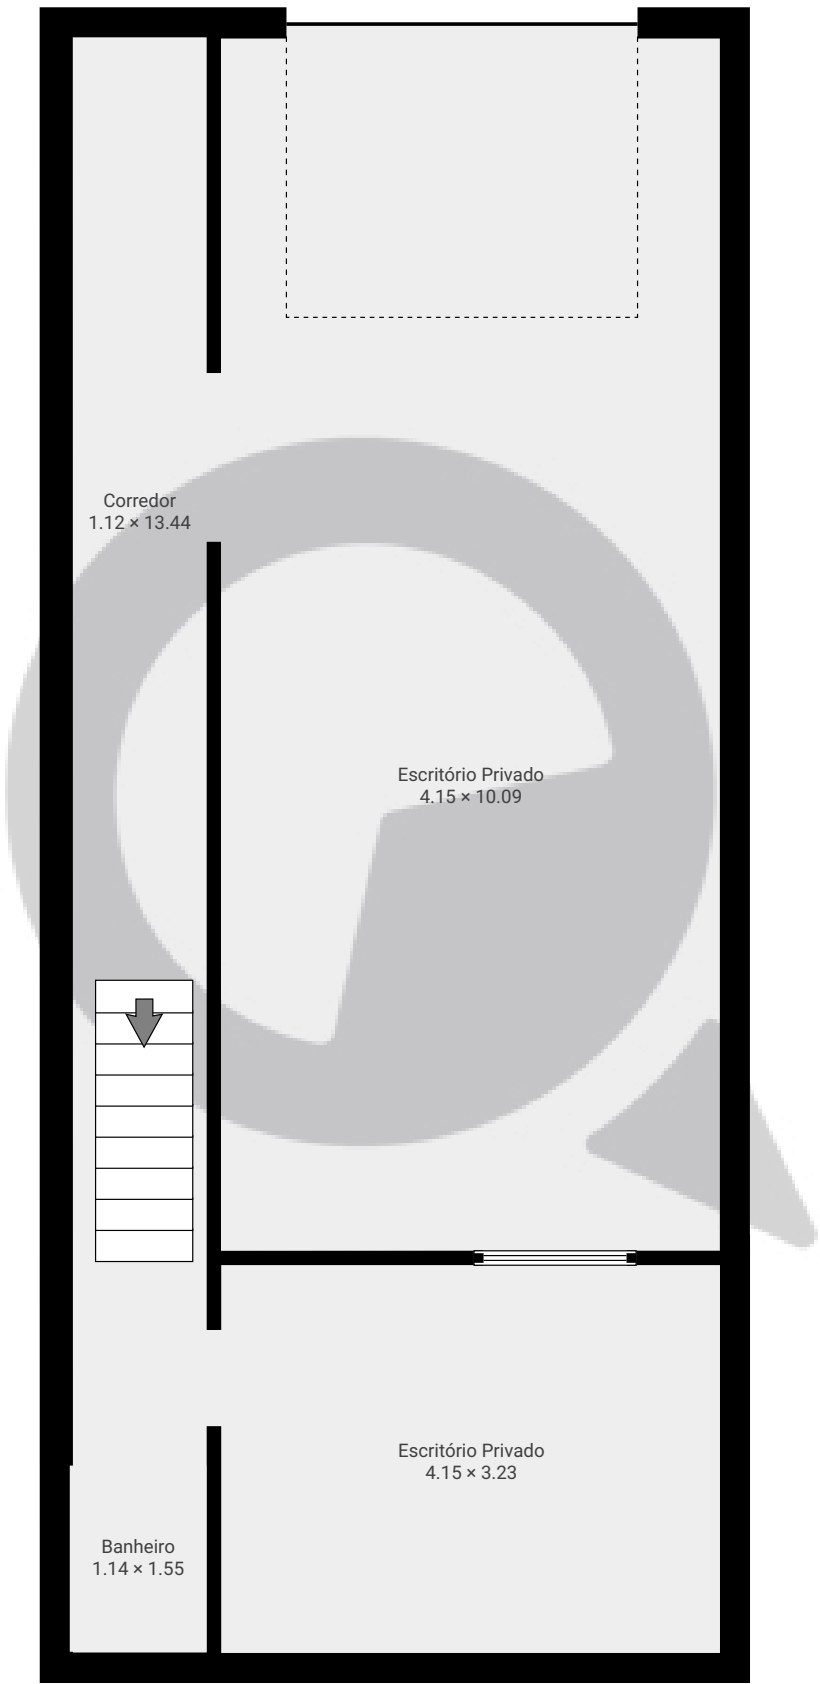 Corredor
1.12 × 13.44
Escritório Privado
4.15 × 10.09
Escritório Privado
4.15 × 3.23
Banheiro
1.14 × 1.55